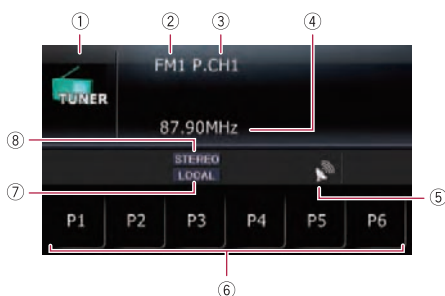 ① ② ③ ④
FM1 P.CH1
TUNER
87.90MHz
⑧ STEREO
⑦ LOCAL
⑤
P1 P2 P3 P4 P5 P6
⑥